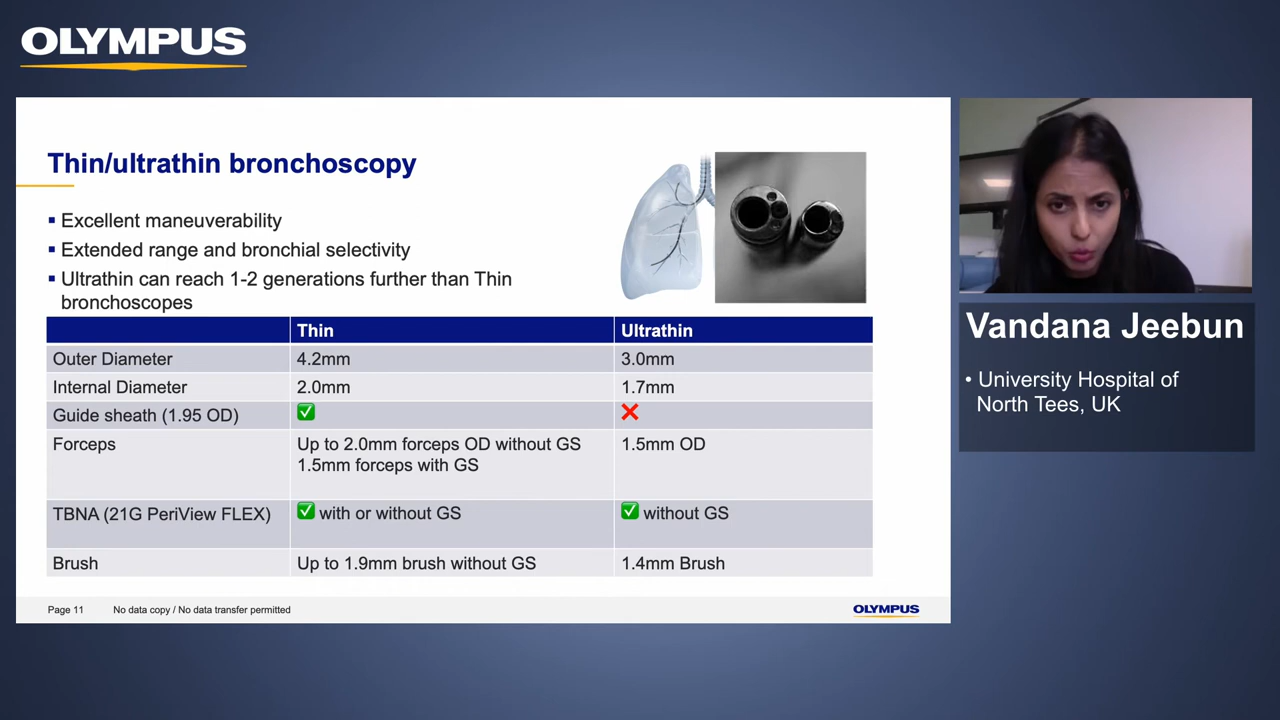 OLYMPUS
Thin/ultrathin bronchoscopy
▪ Excellent maneuverability
▪ Extended range and bronchial selectivity
▪ Ultrathin can reach 1-2 generations further than Thin
bronchoscopes
Thin Ultrathin
Outer Diameter 4.2mm 3.0mm
Internal Diameter 2.0mm 1.7mm
Guide sheath (1.95 OD) ✅ ❌
Forceps Up to 2.0mm forceps OD without GS 1.5mm OD
1.5mm forceps with GS
TBNA (21G PeriView FLEX) ✅ with or without GS ✅ without GS
Brush Up to 1.9mm brush without GS 1.4mm Brush
Page 11 No data copy / No data transfer permitted OLYMPUS
Vandana Jeebun
• University Hospital of
North Tees, UK